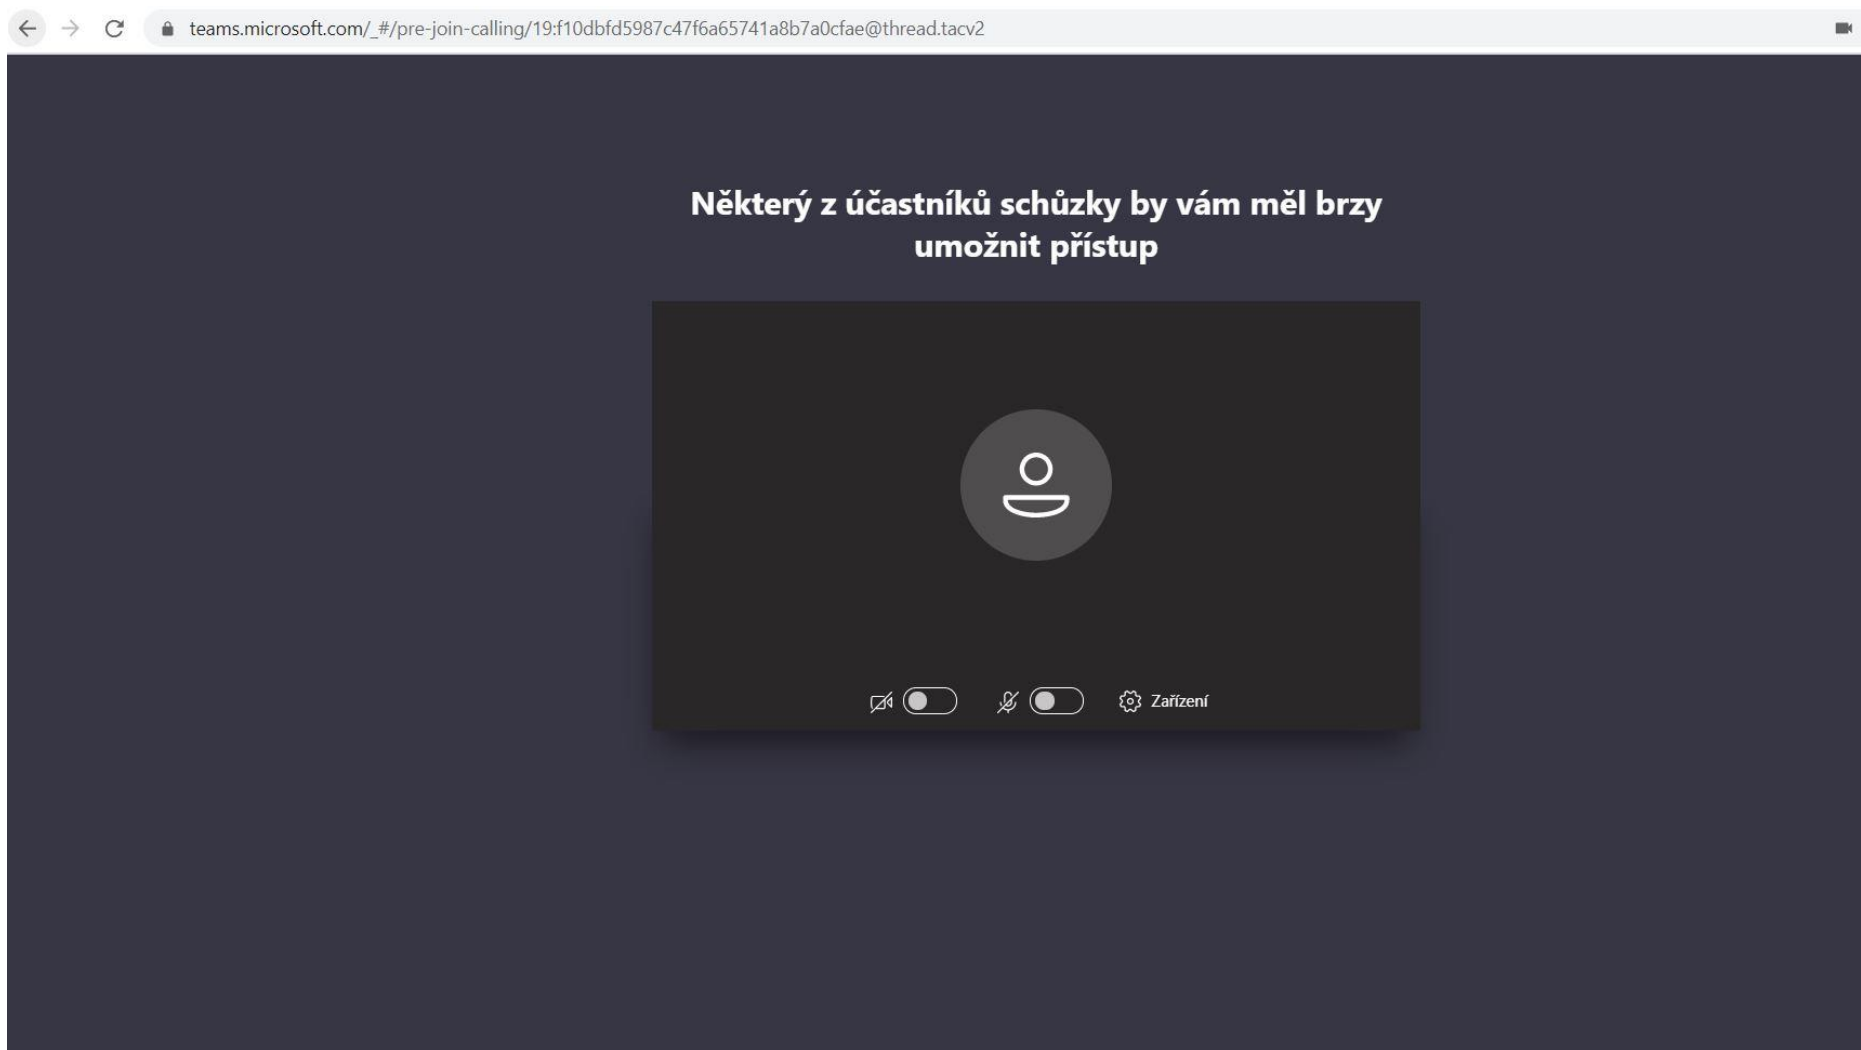 teams.microsoft.com/_#/pre-join-calling/19:f10dbfd5987c47f6a65741a8b7a0cfae@thread.tacv2
Některý z účastníků schůzky by vám měl brzy
umožnit přístup
Zařízení